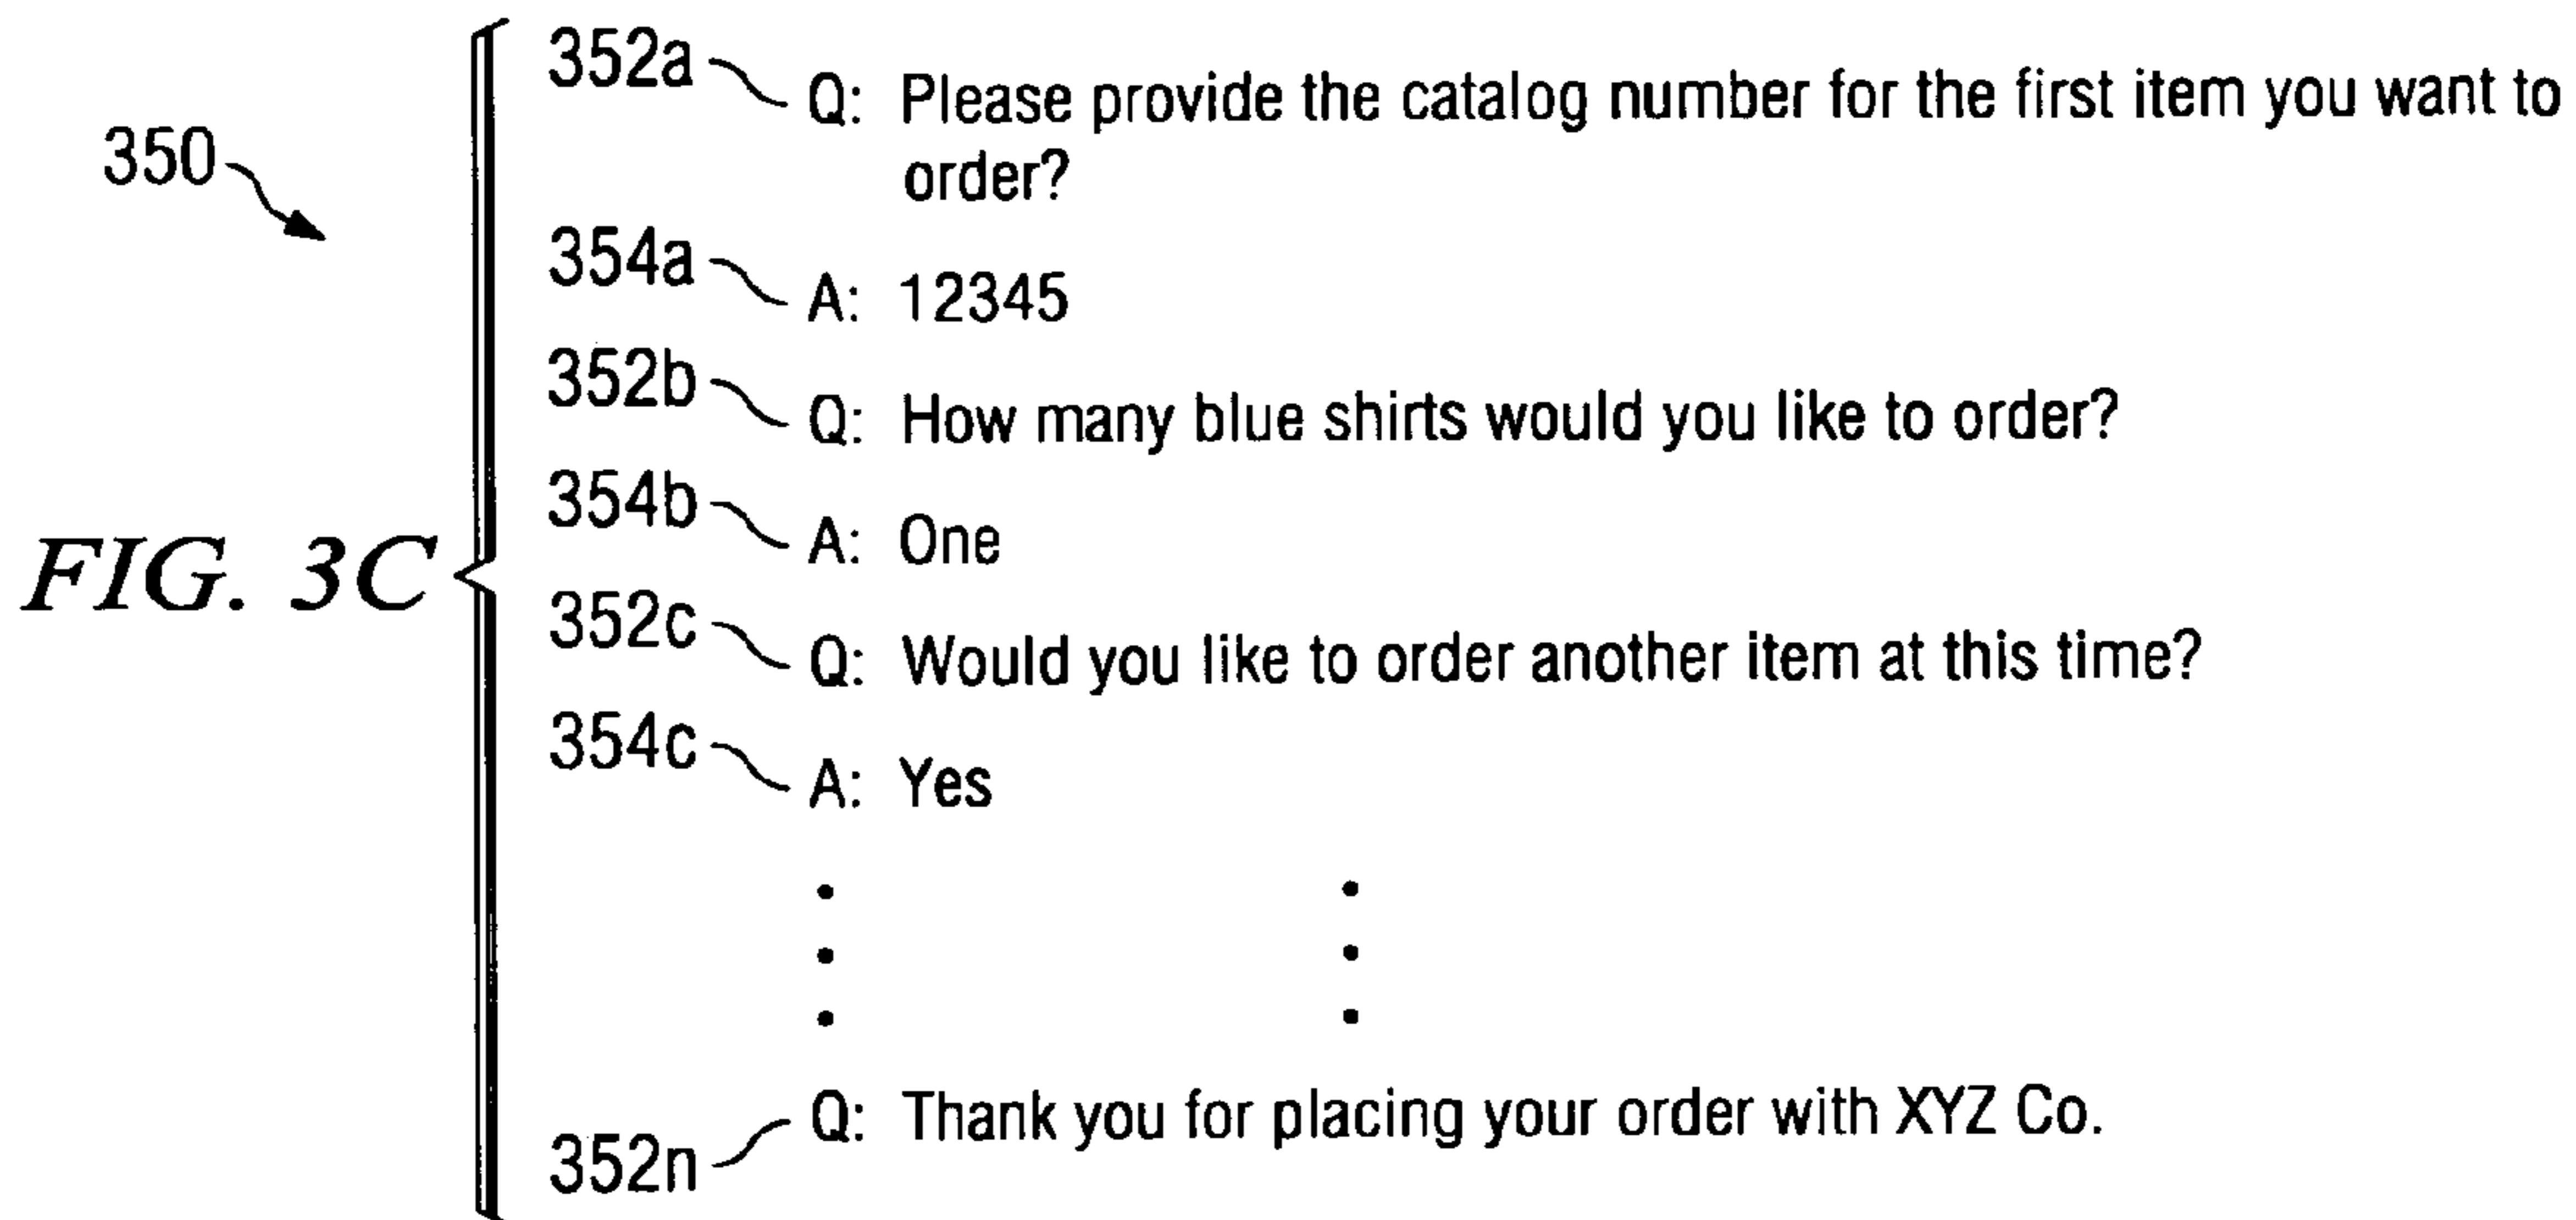 352a Q: Please provide the catalog number for the first item you want to
order?
350
354a A: 12345
352b Q: How many blue shirts would you like to order?
354b A: One
FIG. 3C
352c Q: Would you like to order another item at this time?
354c A: Yes
352n Q: Thank you for placing your order with XYZ Co.